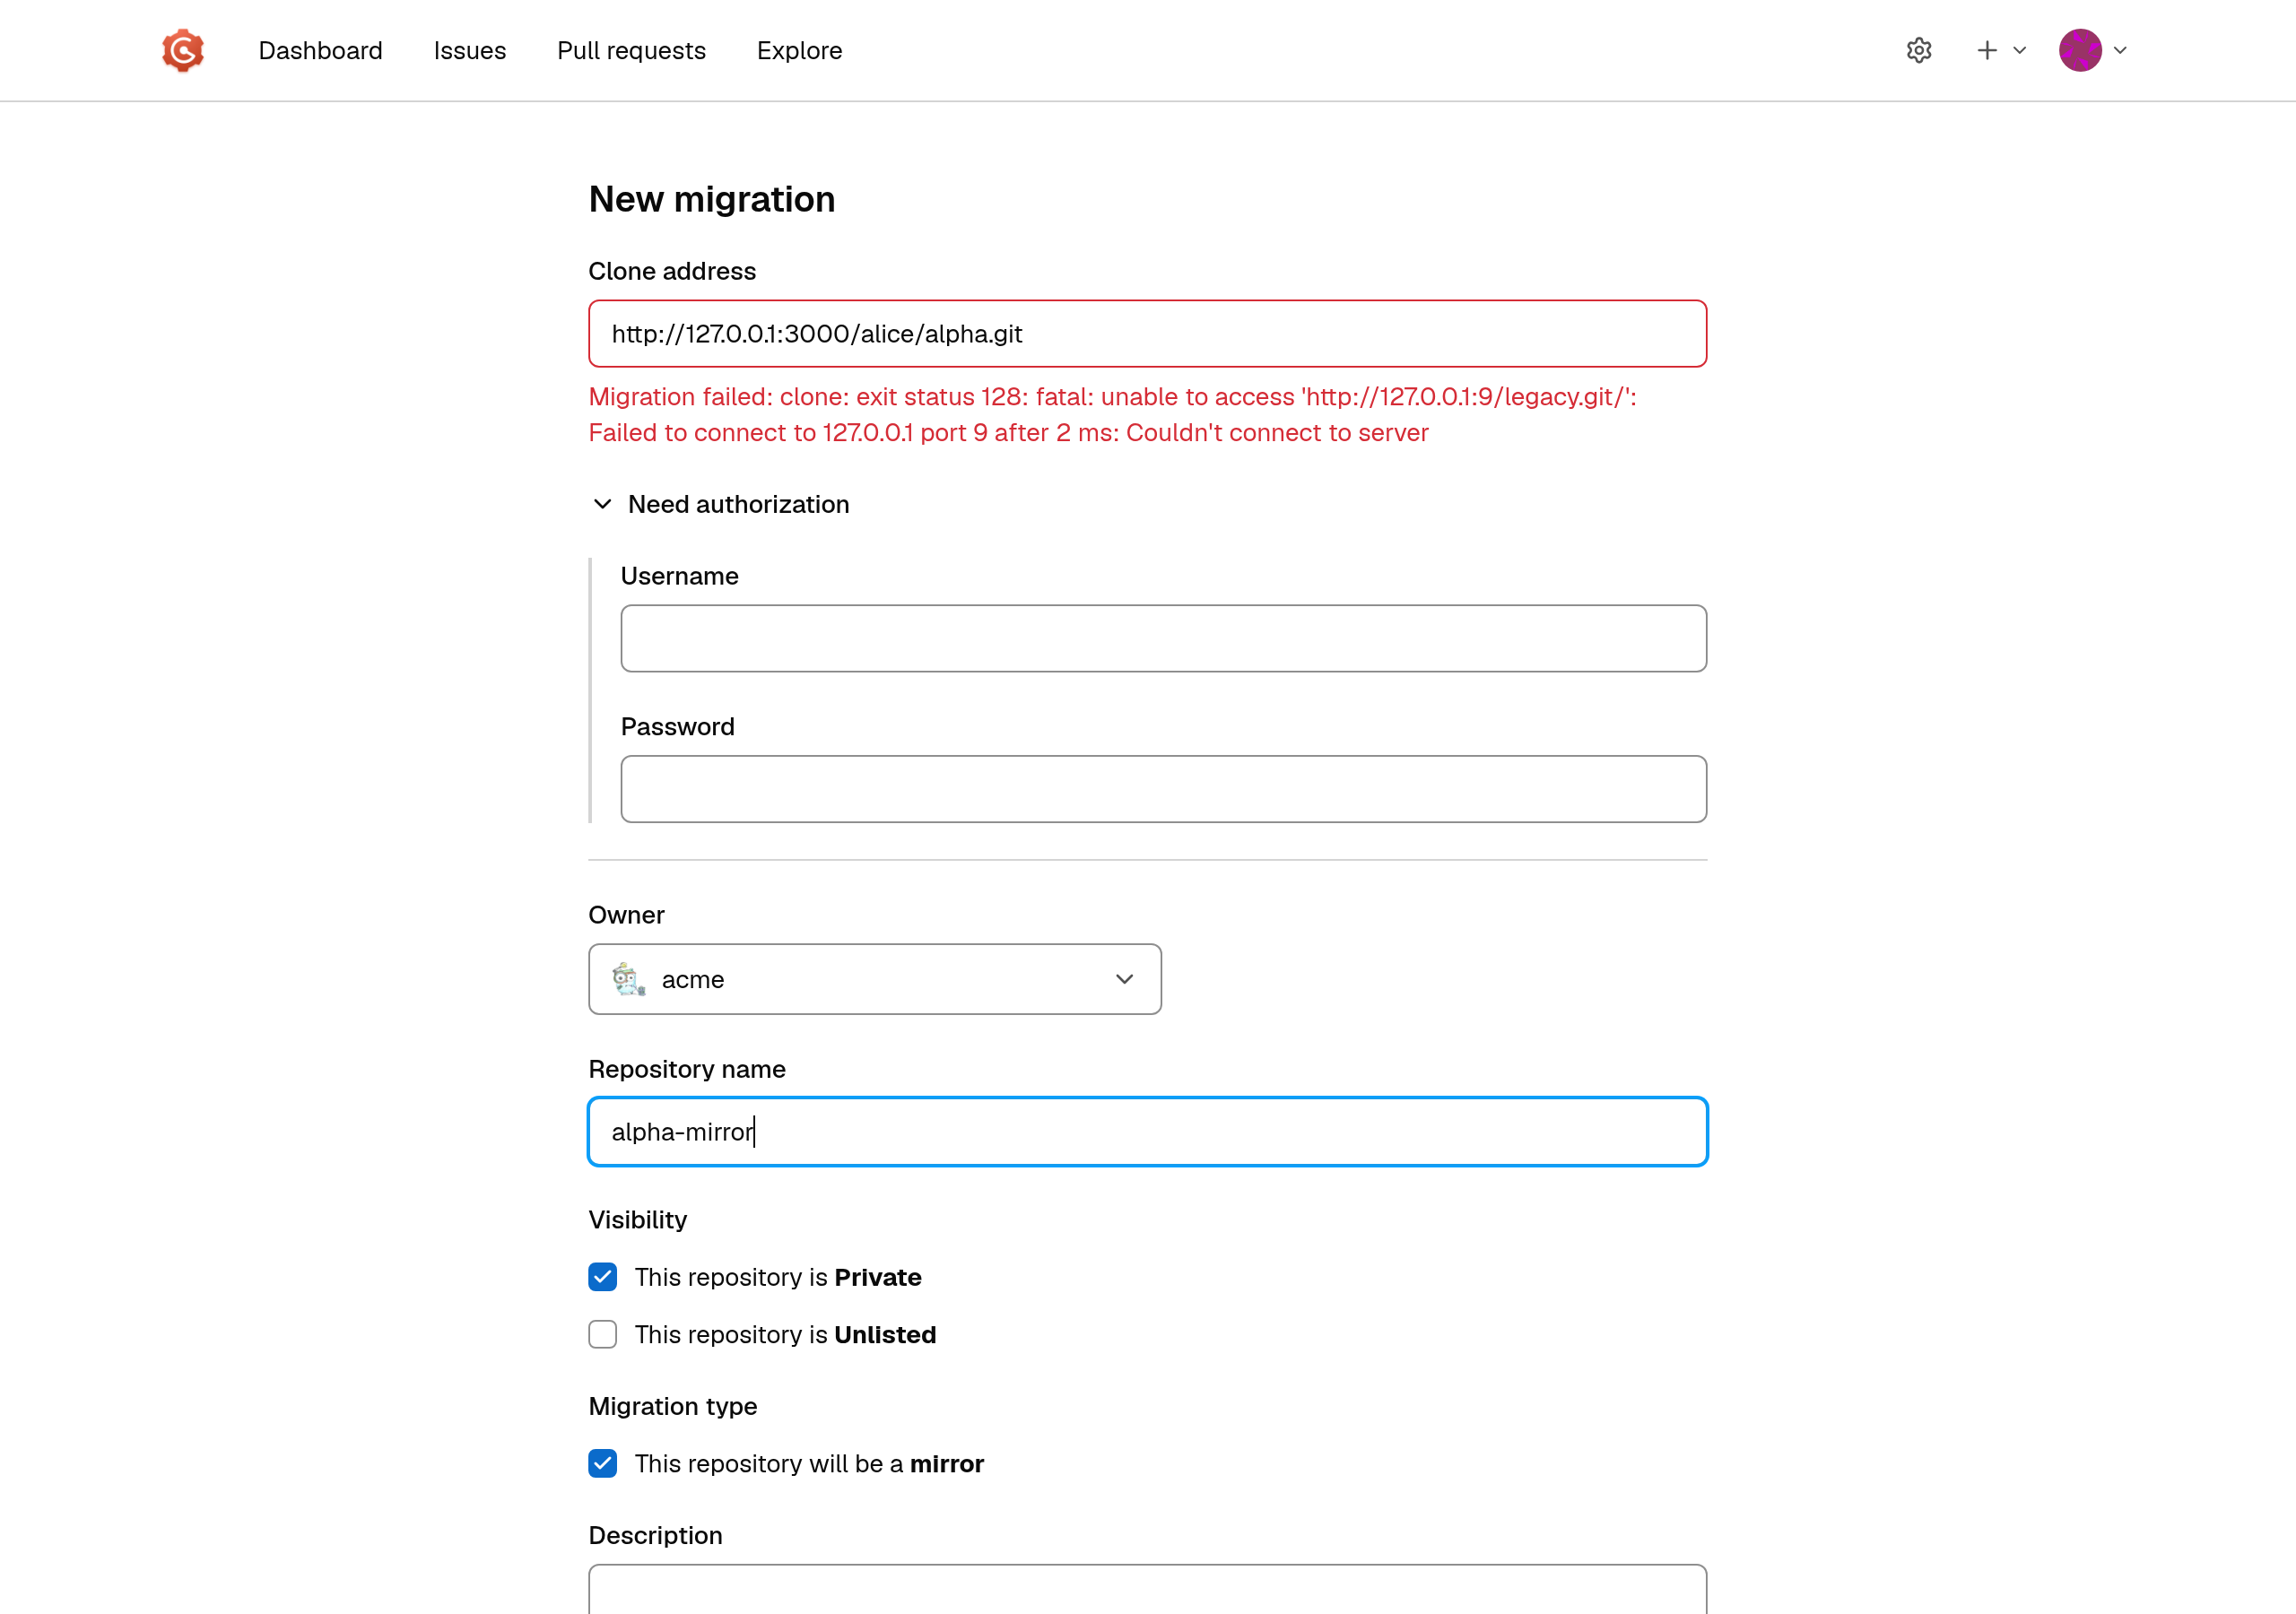 Dashboard Issues Pull requests Explore
New migration
Clone address
http://127.0.0.1:3000/alice/alpha.git
Migration failed: clone: exit status 128: fatal: unable to access 'http://127.0.0.1:9/legacy.git/':
Failed to connect to 127.0.0.1 port 9 after 2 ms: Couldn't connect to server
Need authorization
Username
Password
Owner
acme
Repository name
alpha-mirror
Visibility
This repository is Private
This repository is Unlisted
Migration type
This repository will be a mirror
Description